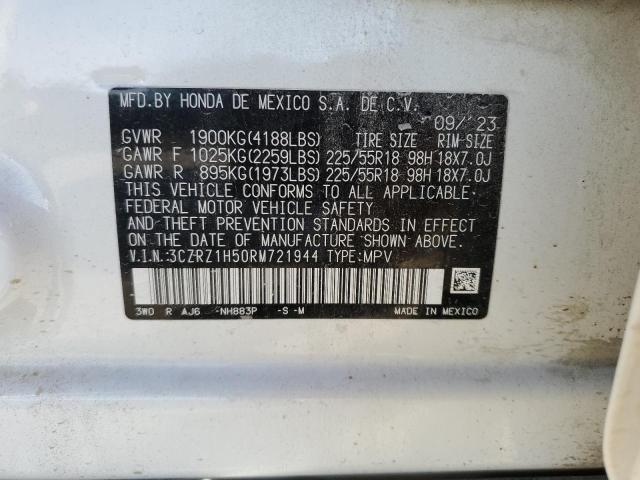 MFD.BY HONDA DE MEXICO S.A. DE C.V.
09/ 23
GVWR 1900KG(4188LBS) TIRE SIZE RIM-SIZE
GAWR F 1025KG(2259LBS) 225/55R18 98H 18X7.0J
GAWR R 895KG(1973LBS) 225/55R18 98H 18X7.0J
THIS VEHICLE CONFORMS TO ALL APPLICABLE
FEDERAL MOTOR VEHICLE SAFETY
AND THEFT PREVENTION STANDARDS IN EFFECT ON
THE DATE OF MANUFACTURE SHOWN ABOVE.
V.I.N.:3CZRZ1H50RM721944 TYPE:MPV
3WO R AJ6 -NH883P -S -M MADE IN MEXICO